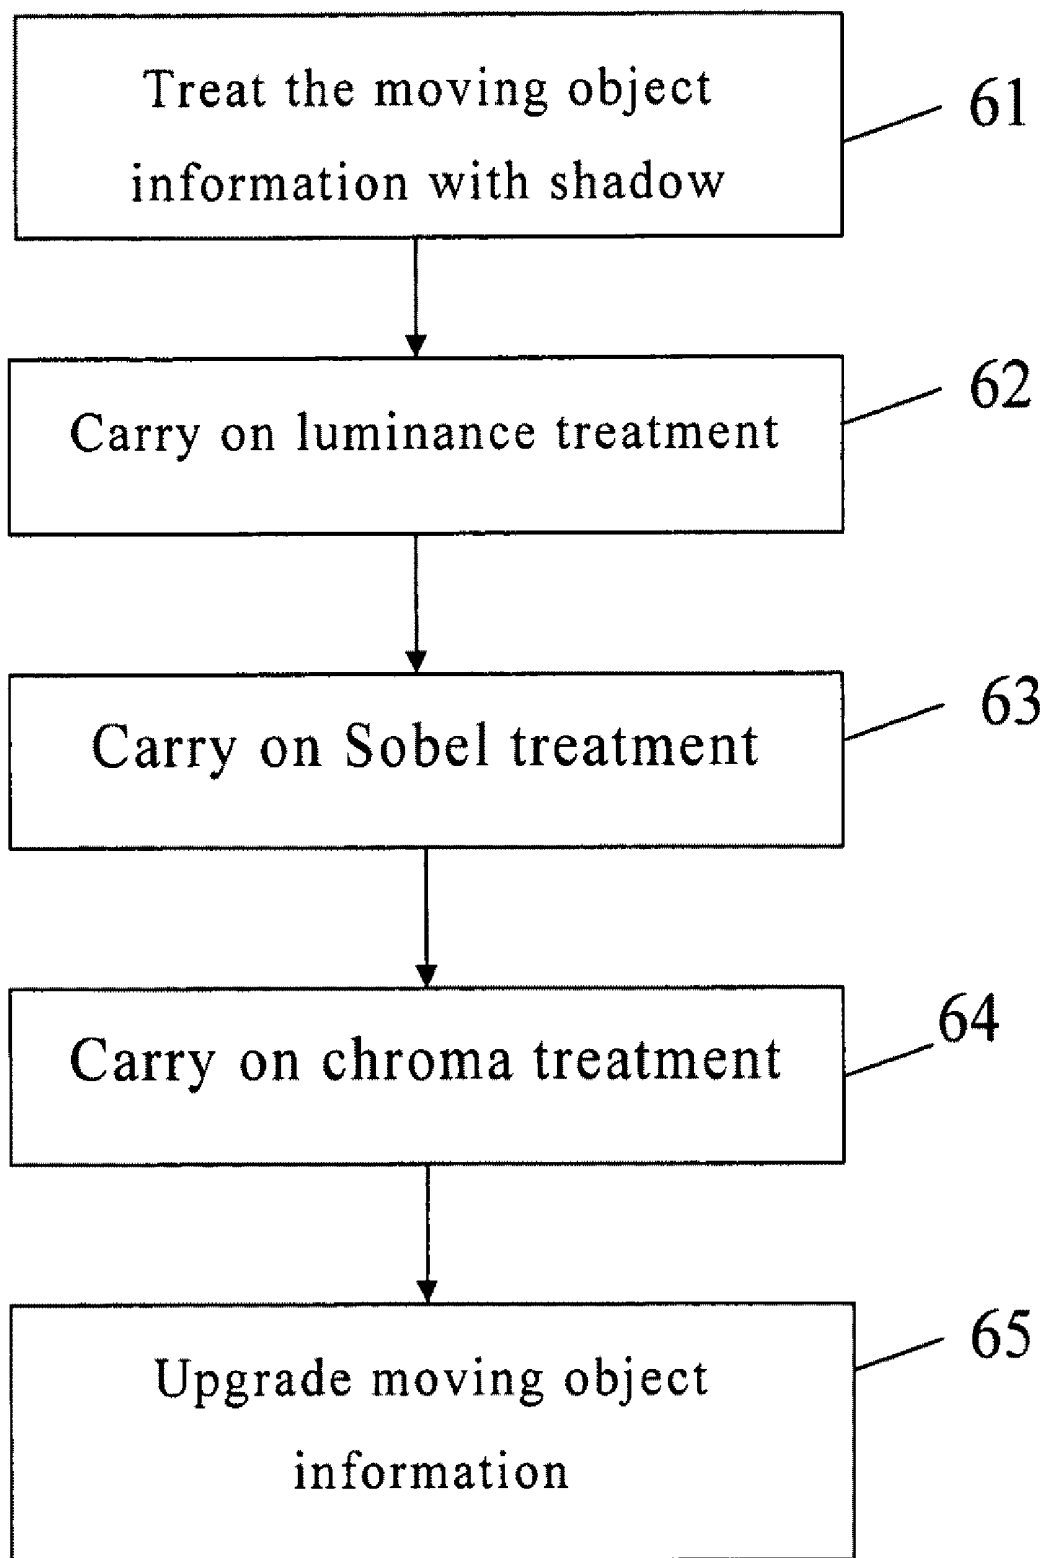 Treat the moving object
information with shadow
61
Carry on luminance treatment
62
Carry on Sobel treatment
63
Carry on chroma treatment
64
Upgrade moving object
information
65